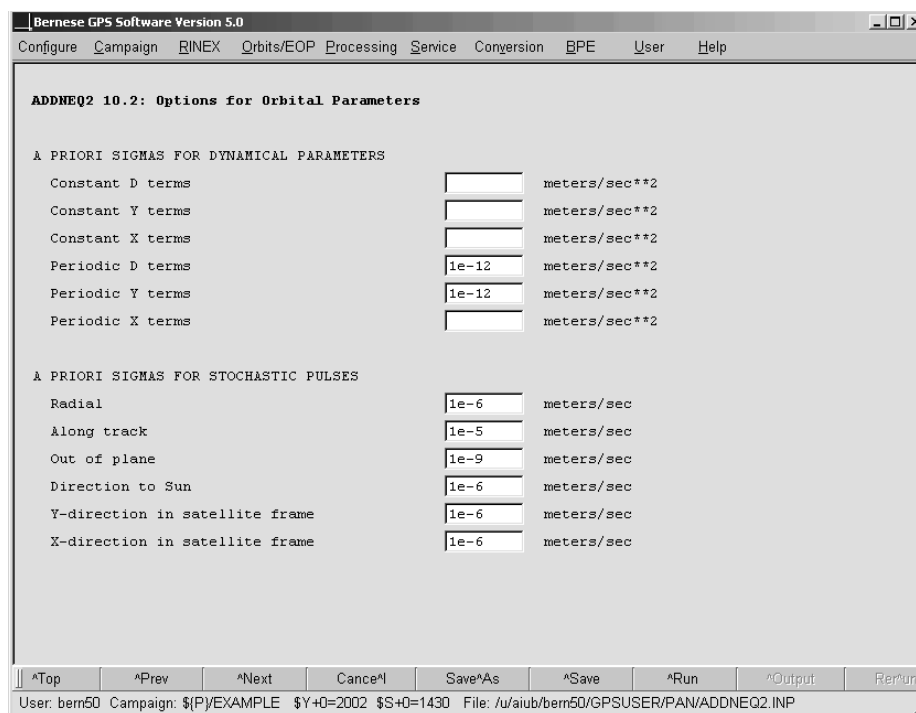 Bernese GPS Software Version 5.0
Configure Campaign RINEX Orbits/EOP Processing Service Conversion BPE User Help
ADDNEQ2 10.2: Options for Orbital Parameters
A PRIORI SIGMAS FOR DYNAMICAL PARAMETERS
Constant D terms meters/sec**2
Constant Y terms meters/sec**2
Constant X terms meters/sec**2
Periodic D terms 1e-12 meters/sec**2
Periodic Y terms 1e-12 meters/sec**2
Periodic X terms meters/sec**2
A PRIORI SIGMAS FOR STOCHASTIC PULSES
Radial 1e-6 meters/sec
Along track 1e-5 meters/sec
Out of plane 1e-9 meters/sec
Direction to Sun 1e-6 meters/sec
Y-direction in satellite frame 1e-6 meters/sec
X-direction in satellite frame 1e-6 meters/sec
^Top ^Prev ^Next Cance^l Save^As ^Save ^Run ^Output Rer^un
User: bern50 Campaign: ${P}/EXAMPLE $Y+0=2002 $S+0=1430 File: /u/aiub/bern50/GPSUSER/PAN/ADDNEQ2.INP